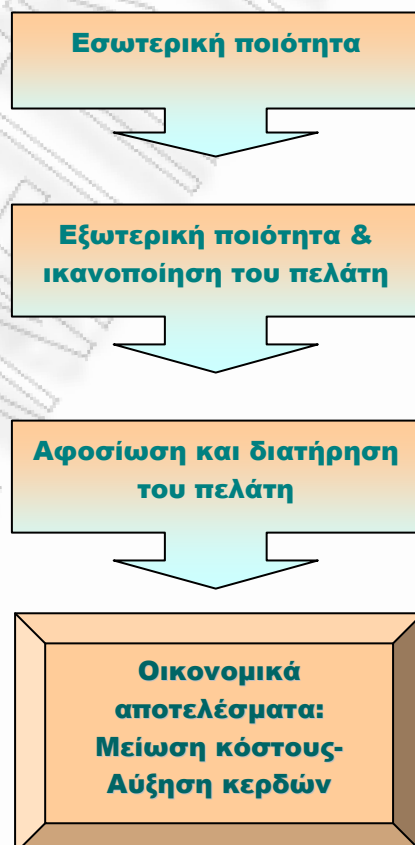 Εσωτερική ποιότητα
Εξωτερική ποιότητα &
ικανοποίηση του πελάτη
Αφοσίωση και διατήρηση
του πελάτη
Οικονομικά
αποτελέσματα:
Μείωση κόστους-
Αύξηση κερδών